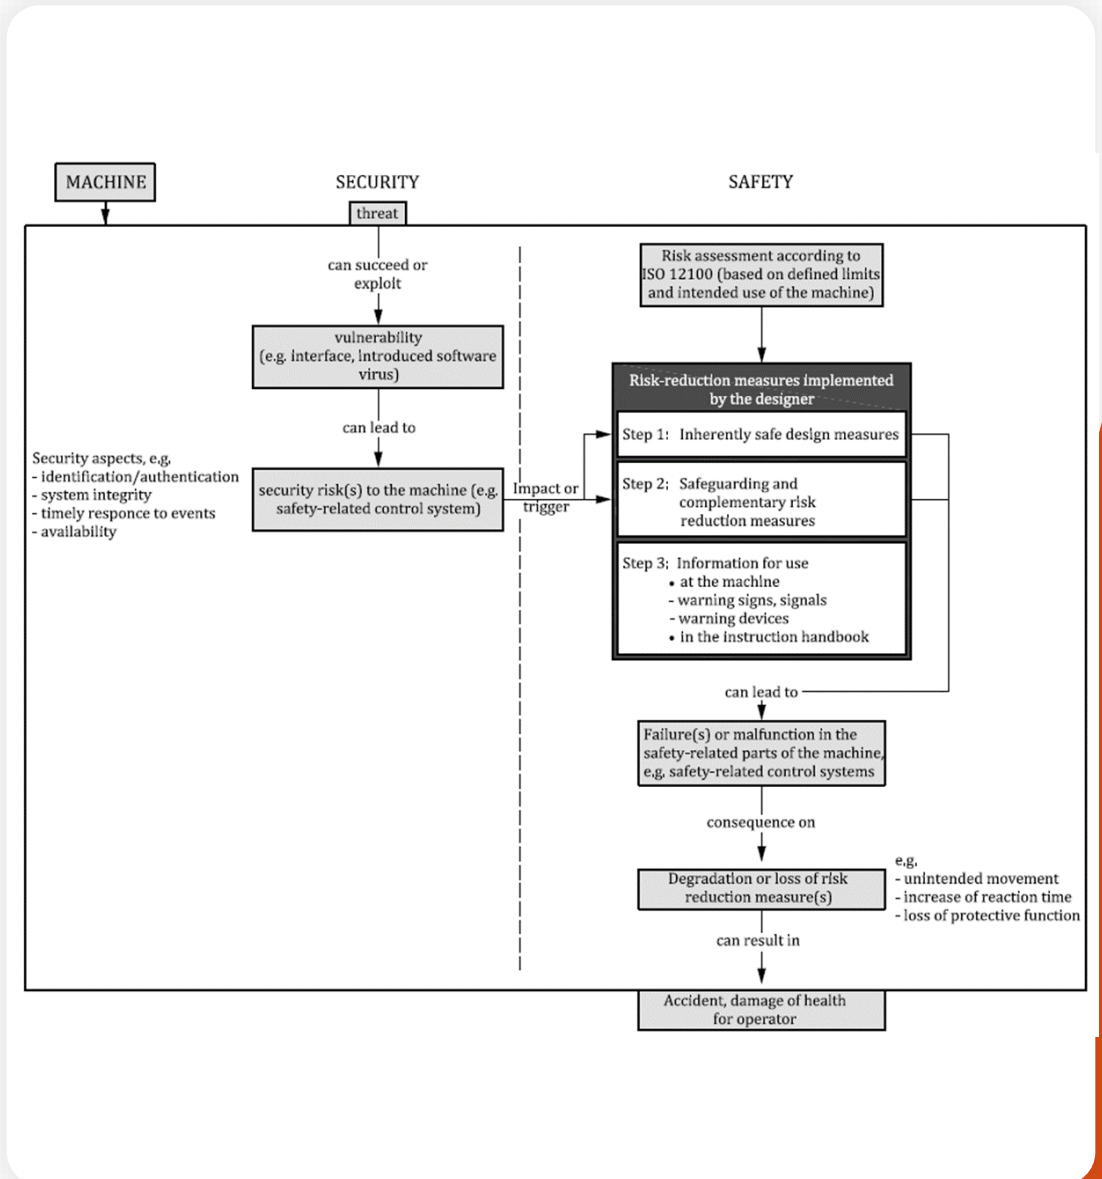 MACHINE
SECURITY
SAFETY
threat
can succeed or
exploit
vulnerability
(e.g. interface, introduced software
virus)
can lead to
Security aspects, e.g.
- identification/authentication
- system integrity
- timely responce to events
- availability
security risk(s) to the machine (e.g.
safety-related control system)
Impact or
trigger
Risk assessment according to
ISO 12100 (based on defined limits
and intended use of the machine)
Risk-reduction measures implemented
by the designer
Step 1: Inherently safe design measures
Step 2: Safeguarding and
complementary risk
reduction measures
Step 3; Information for use
• at the machine
- warning signs, signals
- warning devices
• in the instruction handbook
can lead to
Failure(s) or malfunction in the
safety-related parts of the machine,
e.g. safety-related control systems
consequence on
Degradation or loss of risk
reduction measure(s)
e.g.
- unintended movement
- increase of reaction time
- loss of protective function
can result in
Accident, damage of health
for operator